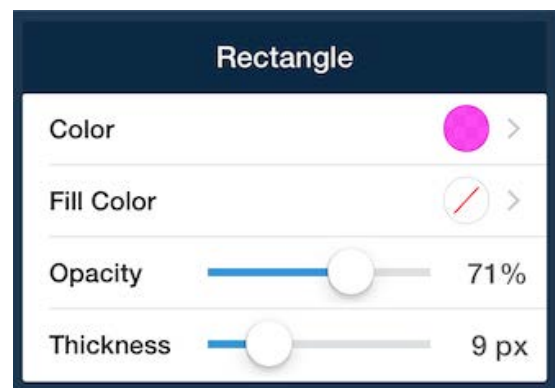 Rectangle
Color
Fill Color
Opacity 71%
Thickness 9 px